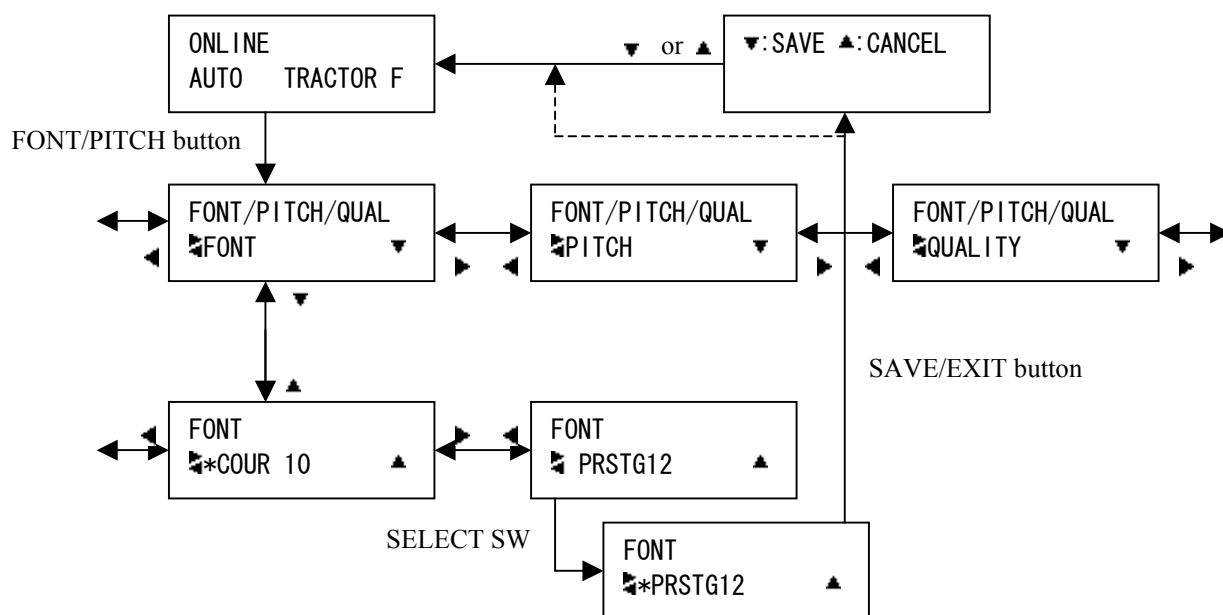 ONLINE
AUTO TRACTOR F
▼ or ▲
▼:SAVE ▲:CANCEL
FONT/PITCH button
FONT/PITCH/QUAL
FONT ▼
FONT/PITCH/QUAL
PITCH ▼
FONT/PITCH/QUAL
QUALITY ▼
SAVE/EXIT button
FONT
*COUR 10 ▲
FONT
PRSTG12 ▲
SELECT SW
FONT
*PRSTG12 ▲